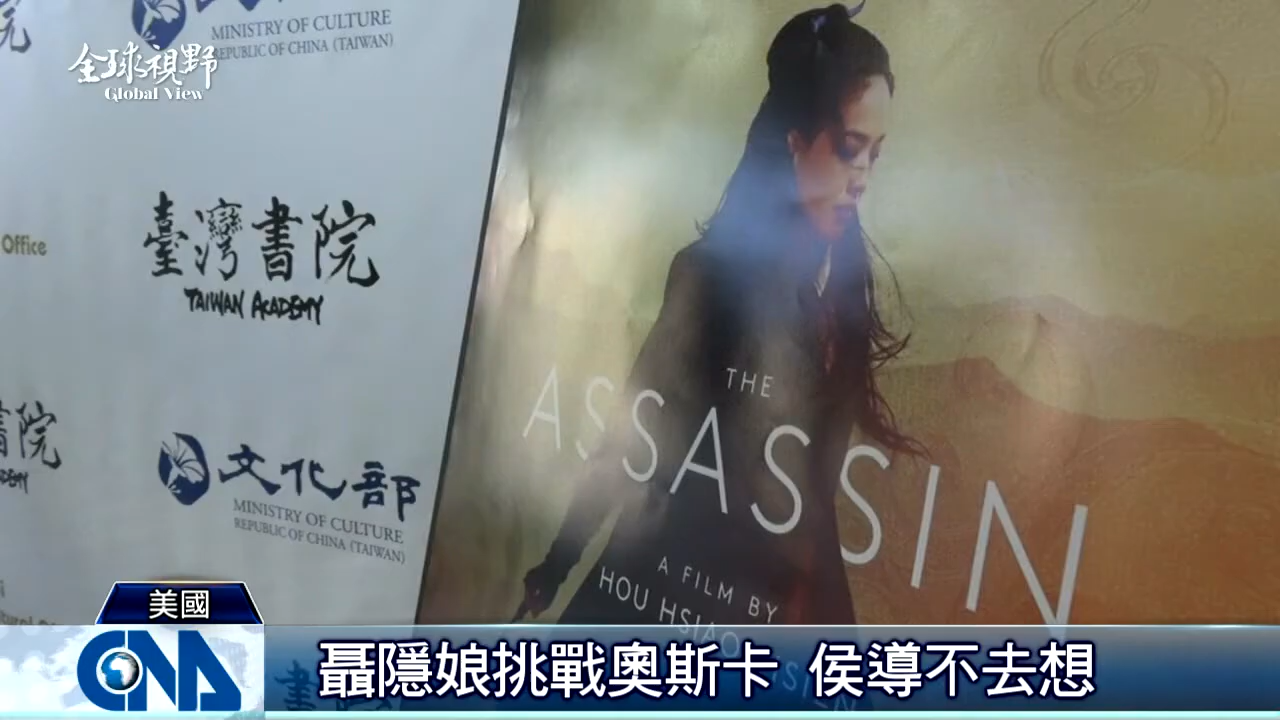 MINISTRY OF CULTURE
REPUBLIC OF CHINA (TAIWAN)
全球視野
Global View
Office
臺灣書院
TAIWAN ACADEMY
書院
文化部
MINISTRY OF CULTURE
REPUBLIC OF CHINA (TAIWAN)
THE
ASSASSIN
A FILM BY
HOU HSIAO
美國
CNA
聶隱娘挑戰奧斯卡 侯導不去想